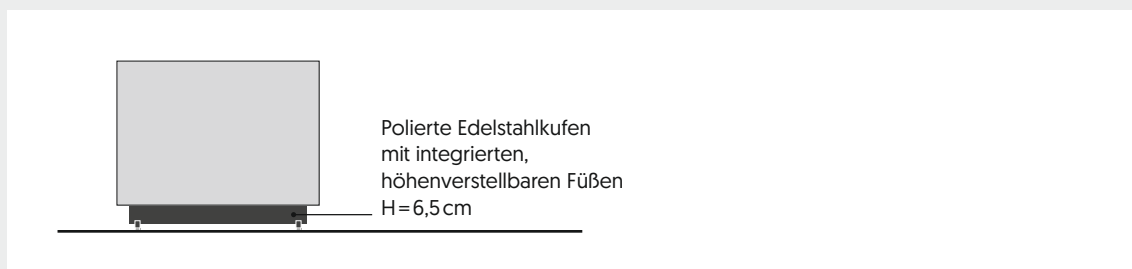 Polierte Edelstahlkufen
mit integrierten,
höhenverstellbaren Füßen
H=6,5cm